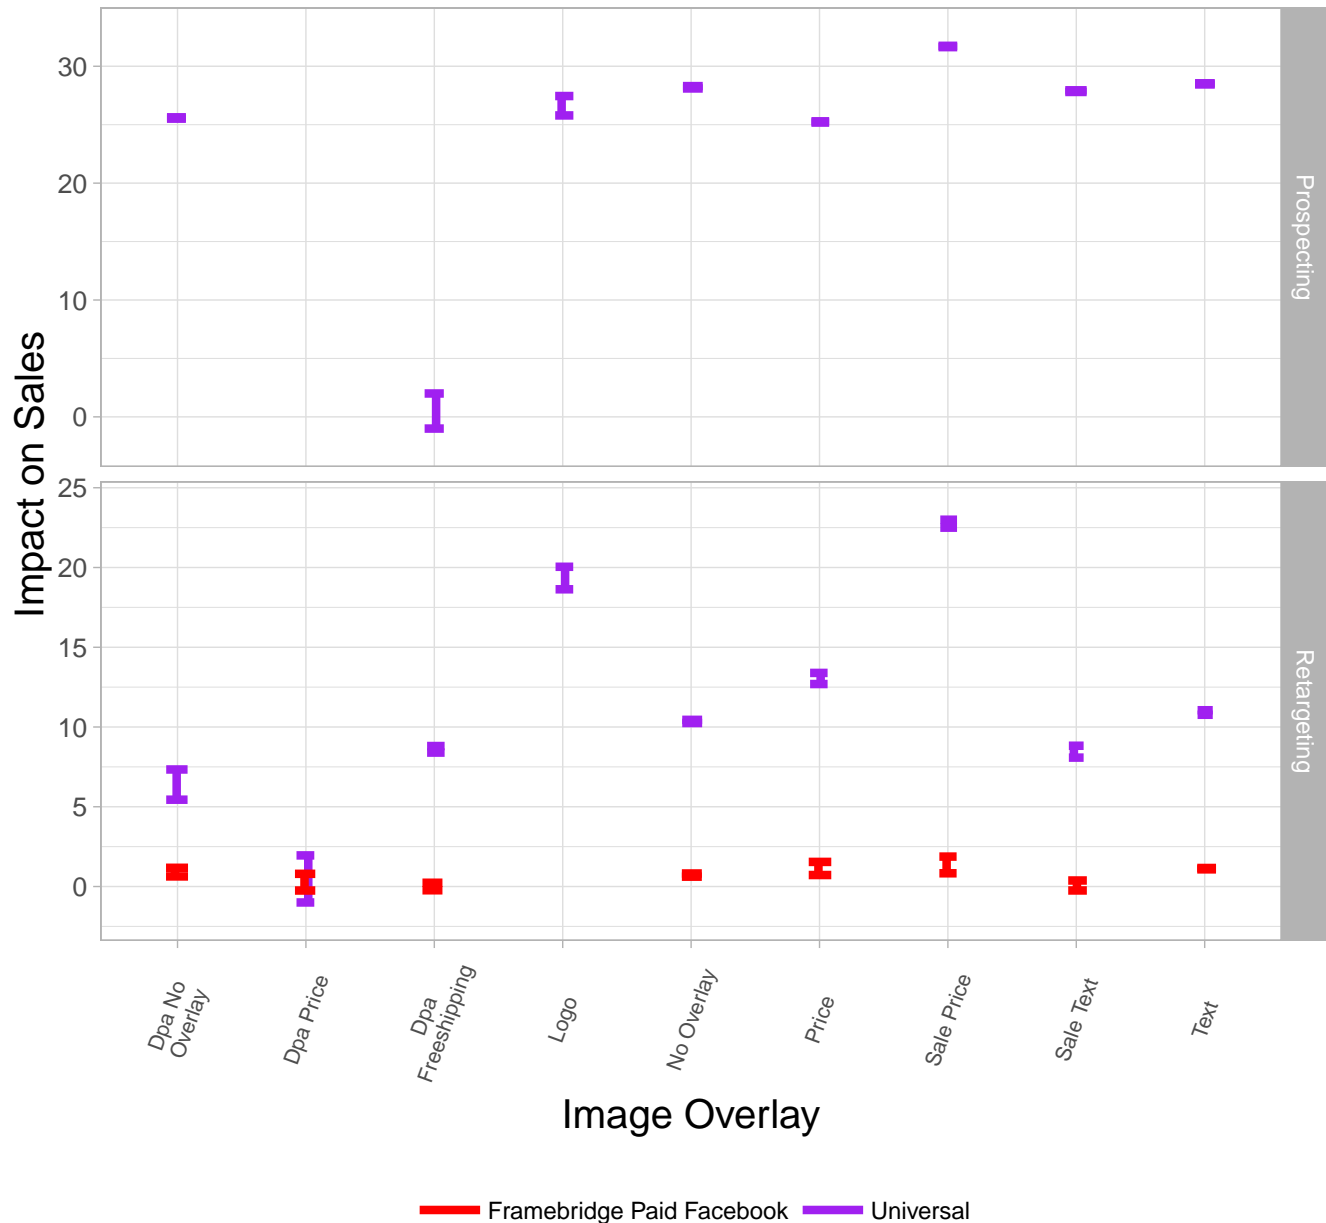 Impact on Sales
30
20
10
0
Prospecting
25
20
15
10
5
0
Retargeting
Dpa No
Overlay
Dpa Price
Dpa
Freeshipping
Logo
No Overlay
Price
Sale Price
Sale Text
Text
Image Overlay
Framebridge Paid Facebook
Universal